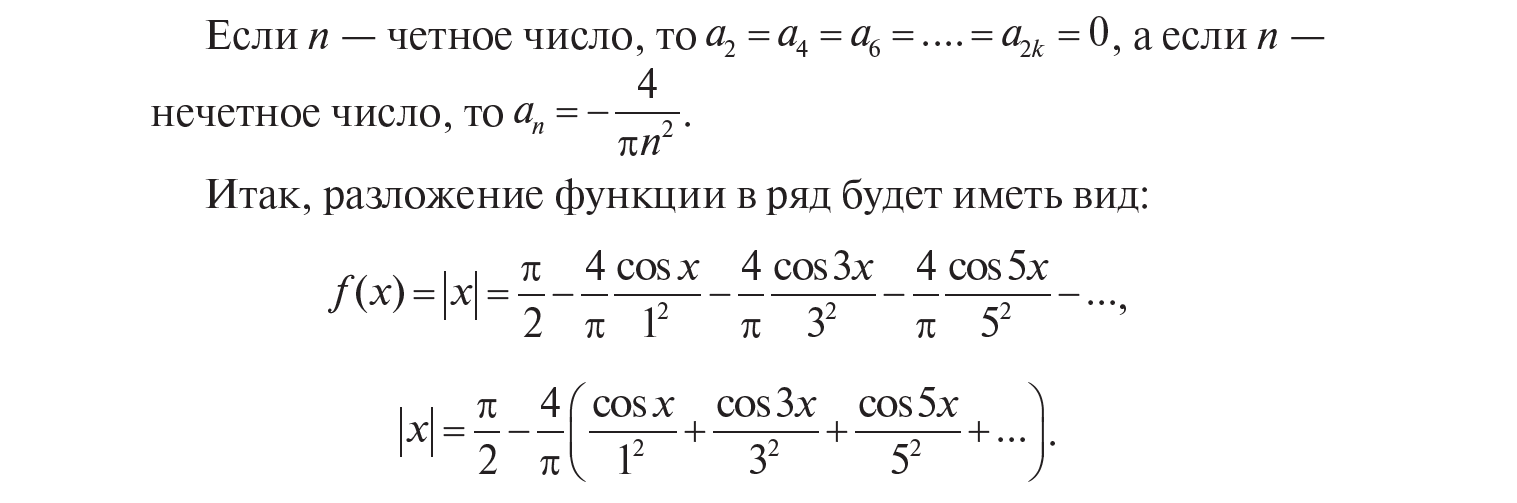 Если n — четное число, то a₂ = a₄ = a₆ = .... = a₂ₖ = 0, а если n —
нечетное число, то aₙ = −4/(πn²).
Итак, разложение функции в ряд будет иметь вид:
f(x) = |x| = π/2 − 4/π cos x/1² − 4/π cos 3x/3² − 4/π cos 5x/5² − ...,
|x| = π/2 − 4/π (cos x/1² + cos 3x/3² + cos 5x/5² + ...).